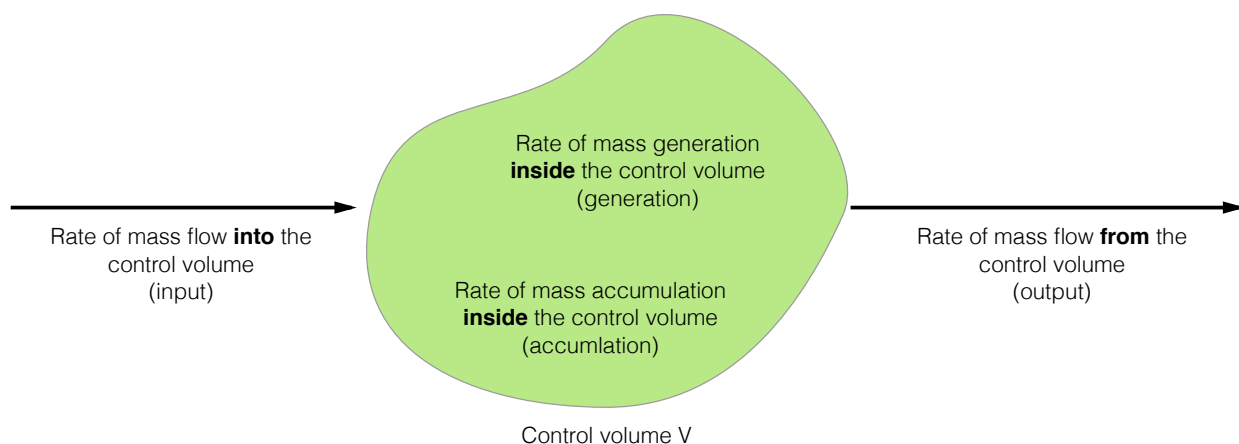 Rate of mass generation
inside the control volume
(generation)
Rate of mass flow into the
control volume
(input)
Rate of mass flow from the
control volume
(output)
Rate of mass accumulation
inside the control volume
(accumlation)
Control volume V